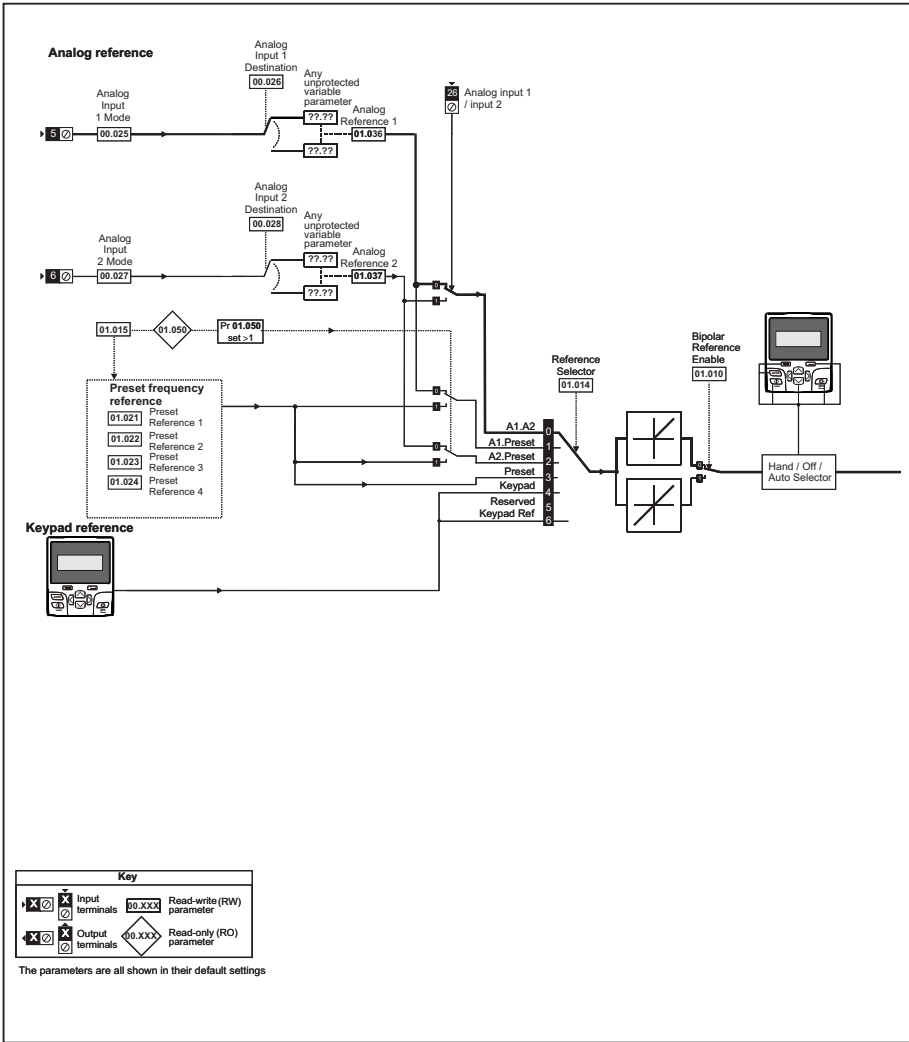 Analog reference
Analog
Input 1
Destination
00.026
Any
unprotected
variable
parameter
??.??
??.??
Analog
Input
1 Mode
5
00.025
Analog
Reference 1
01.036
26
Analog input 1
/ input 2
Analog
Input 2
Destination
00.028
Any
unprotected
variable
parameter
??.??
??.??
Analog
Input
2 Mode
6
00.027
Analog
Reference 2
01.037
0
1
01.015
01.050
Pr 01.050
set >1
Preset frequency
reference
01.021 Preset
Reference 1
01.022 Preset
Reference 2
01.023 Preset
Reference 3
01.024 Preset
Reference 4
0
1
0
1
A1.A2 0
A1.Preset 1
A2.Preset 2
Preset 3
Keypad 4
Reserved 5
Keypad Ref 6
Reference
Selector
01.014
Bipolar
Reference
Enable
01.010
0
1
Hand / Off /
Auto Selector
Keypad reference
Key
X X Input
terminals
00.XXX Read-write (RW)
parameter
X X Output
terminals
00.XXX Read-only (RO)
parameter
The parameters are all shown in their default settings